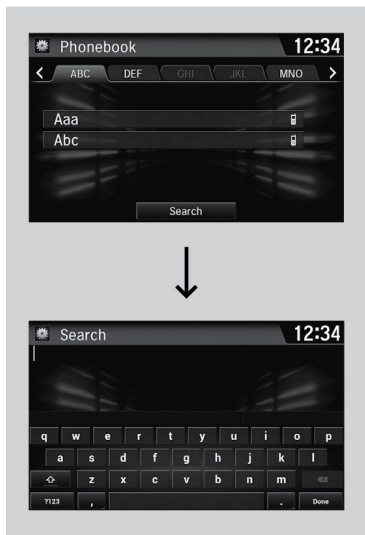 Phonebook 12:34
ABC DEF GHI JKL MNO
Aaa
Abc
Search
Search 12:34
q w e r t y u i o p
a s d f g h j k l
z x c v b n m
?123 , . Done